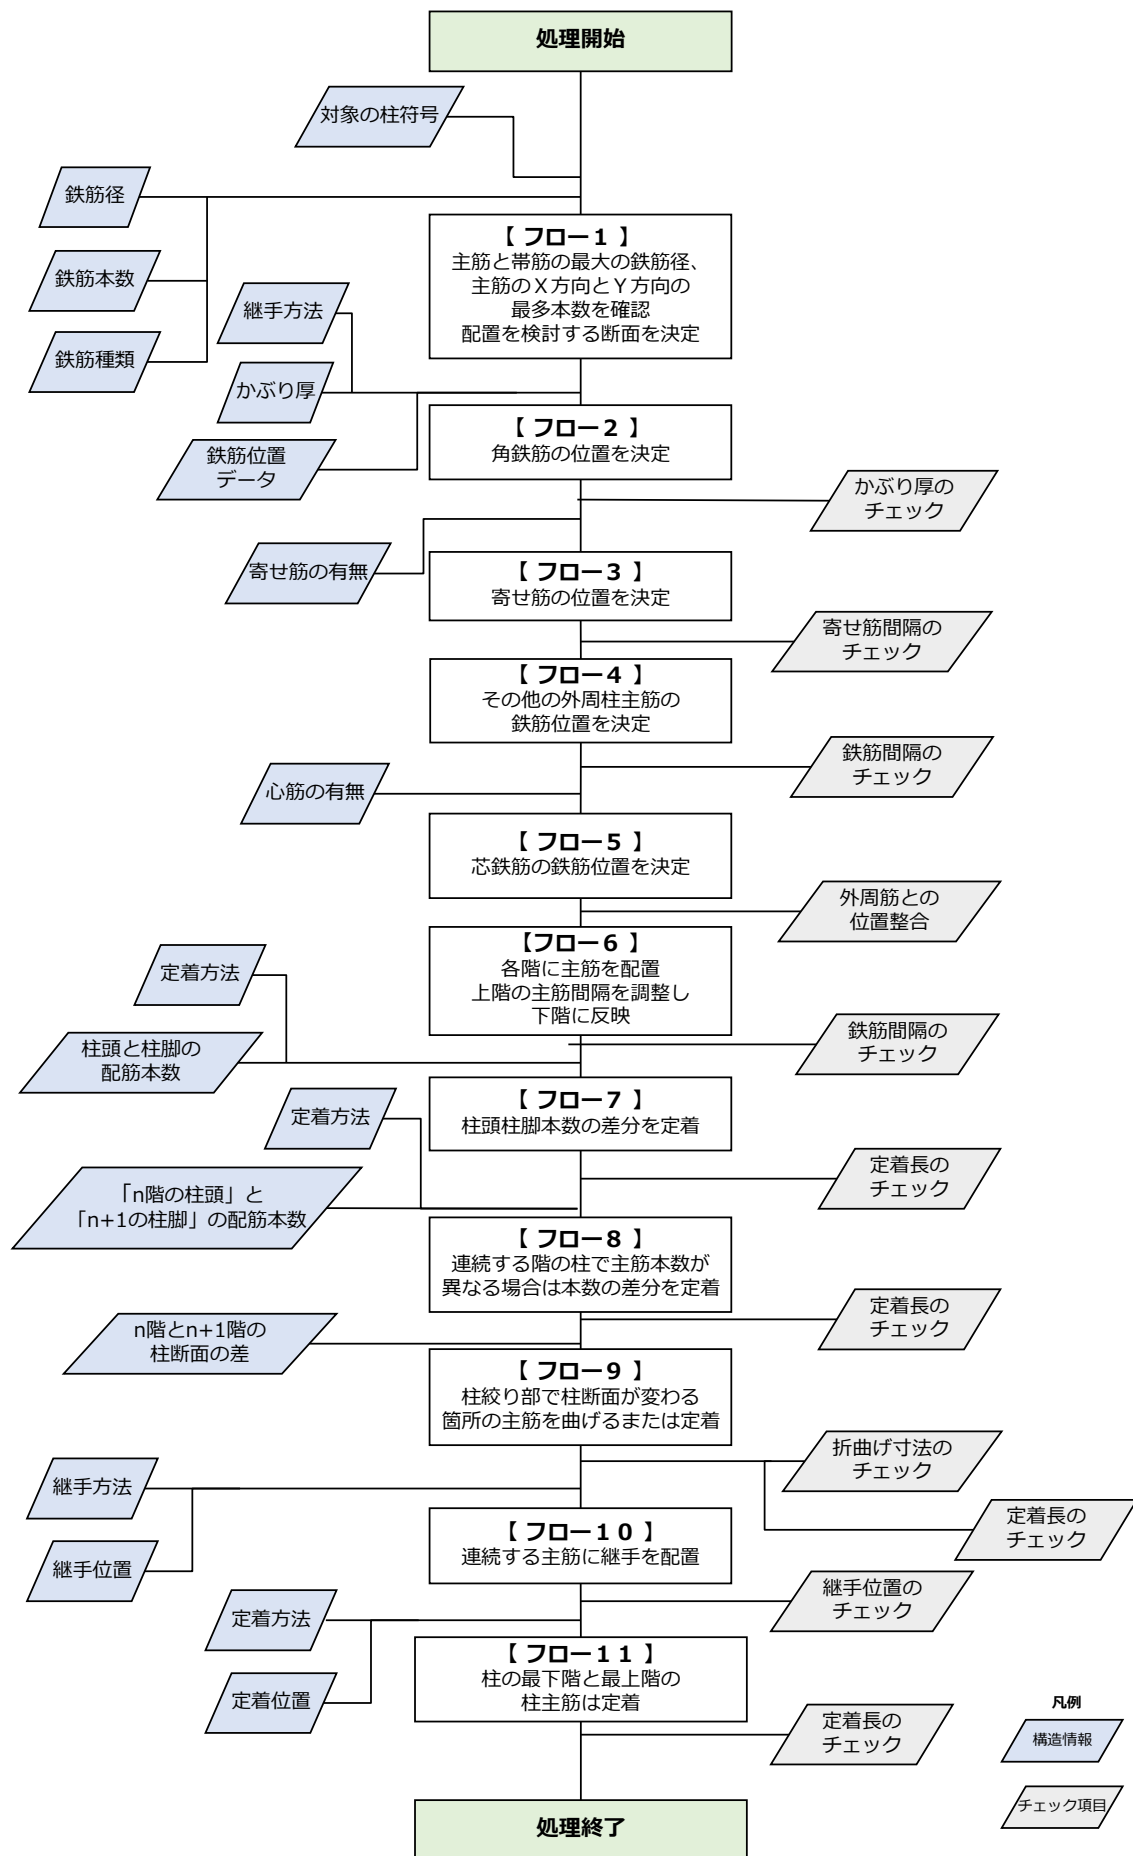 処理開始
対象の柱符号
鉄筋径
鉄筋本数
鉄筋種類
【 フロー１ 】
主筋と帯筋の最大の鉄筋径、
主筋のＸ方向とＹ方向の
最多本数を確認
配置を検討する断面を決定
継手方法
かぶり厚
鉄筋位置
データ
【 フロー２ 】
角鉄筋の位置を決定
かぶり厚の
チェック
寄せ筋の有無
【 フロー３ 】
寄せ筋の位置を決定
寄せ筋間隔の
チェック
【 フロー４ 】
その他の外周柱主筋の
鉄筋位置を決定
鉄筋間隔の
チェック
心筋の有無
【 フロー５ 】
芯鉄筋の鉄筋位置を決定
外周筋との
位置整合
【フロー６ 】
各階に主筋を配置
上階の主筋間隔を調整し
下階に反映
定着方法
柱頭と柱脚の
配筋本数
鉄筋間隔の
チェック
【 フロー７ 】
柱頭柱脚本数の差分を定着
定着方法
「n階の柱頭」と
「n+1の柱脚」の配筋本数
定着長の
チェック
【 フロー８ 】
連続する階の柱で主筋本数が
異なる場合は本数の差分を定着
定着長の
チェック
n階とn+1階の
柱断面の差
【 フロー９ 】
柱絞り部で柱断面が変わる
箇所の主筋を曲げるまたは定着
折曲げ寸法の
チェック
定着長の
チェック
継手方法
継手位置
【 フロー１０ 】
連続する主筋に継手を配置
継手位置の
チェック
定着方法
定着位置
【 フロー１１ 】
柱の最下階と最上階の
柱主筋は定着
定着長の
チェック
処理終了
凡例
構造情報
チェック項目